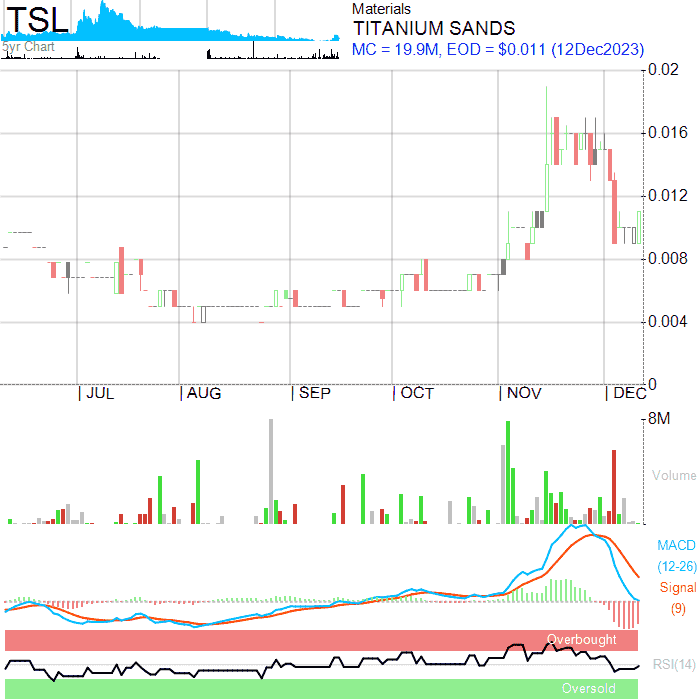 TSL
5yr Chart
Materials
TITANIUM SANDS
MC = 19.9M, EOD = $0.011 (12Dec2023)
0.02
0.016
0.012
0.008
0.004
0
JUL AUG SEP OCT NOV DEC
8M
Volume
MACD
(12-26)
Signal
(9)
Overbought
RSI(14)
Oversold